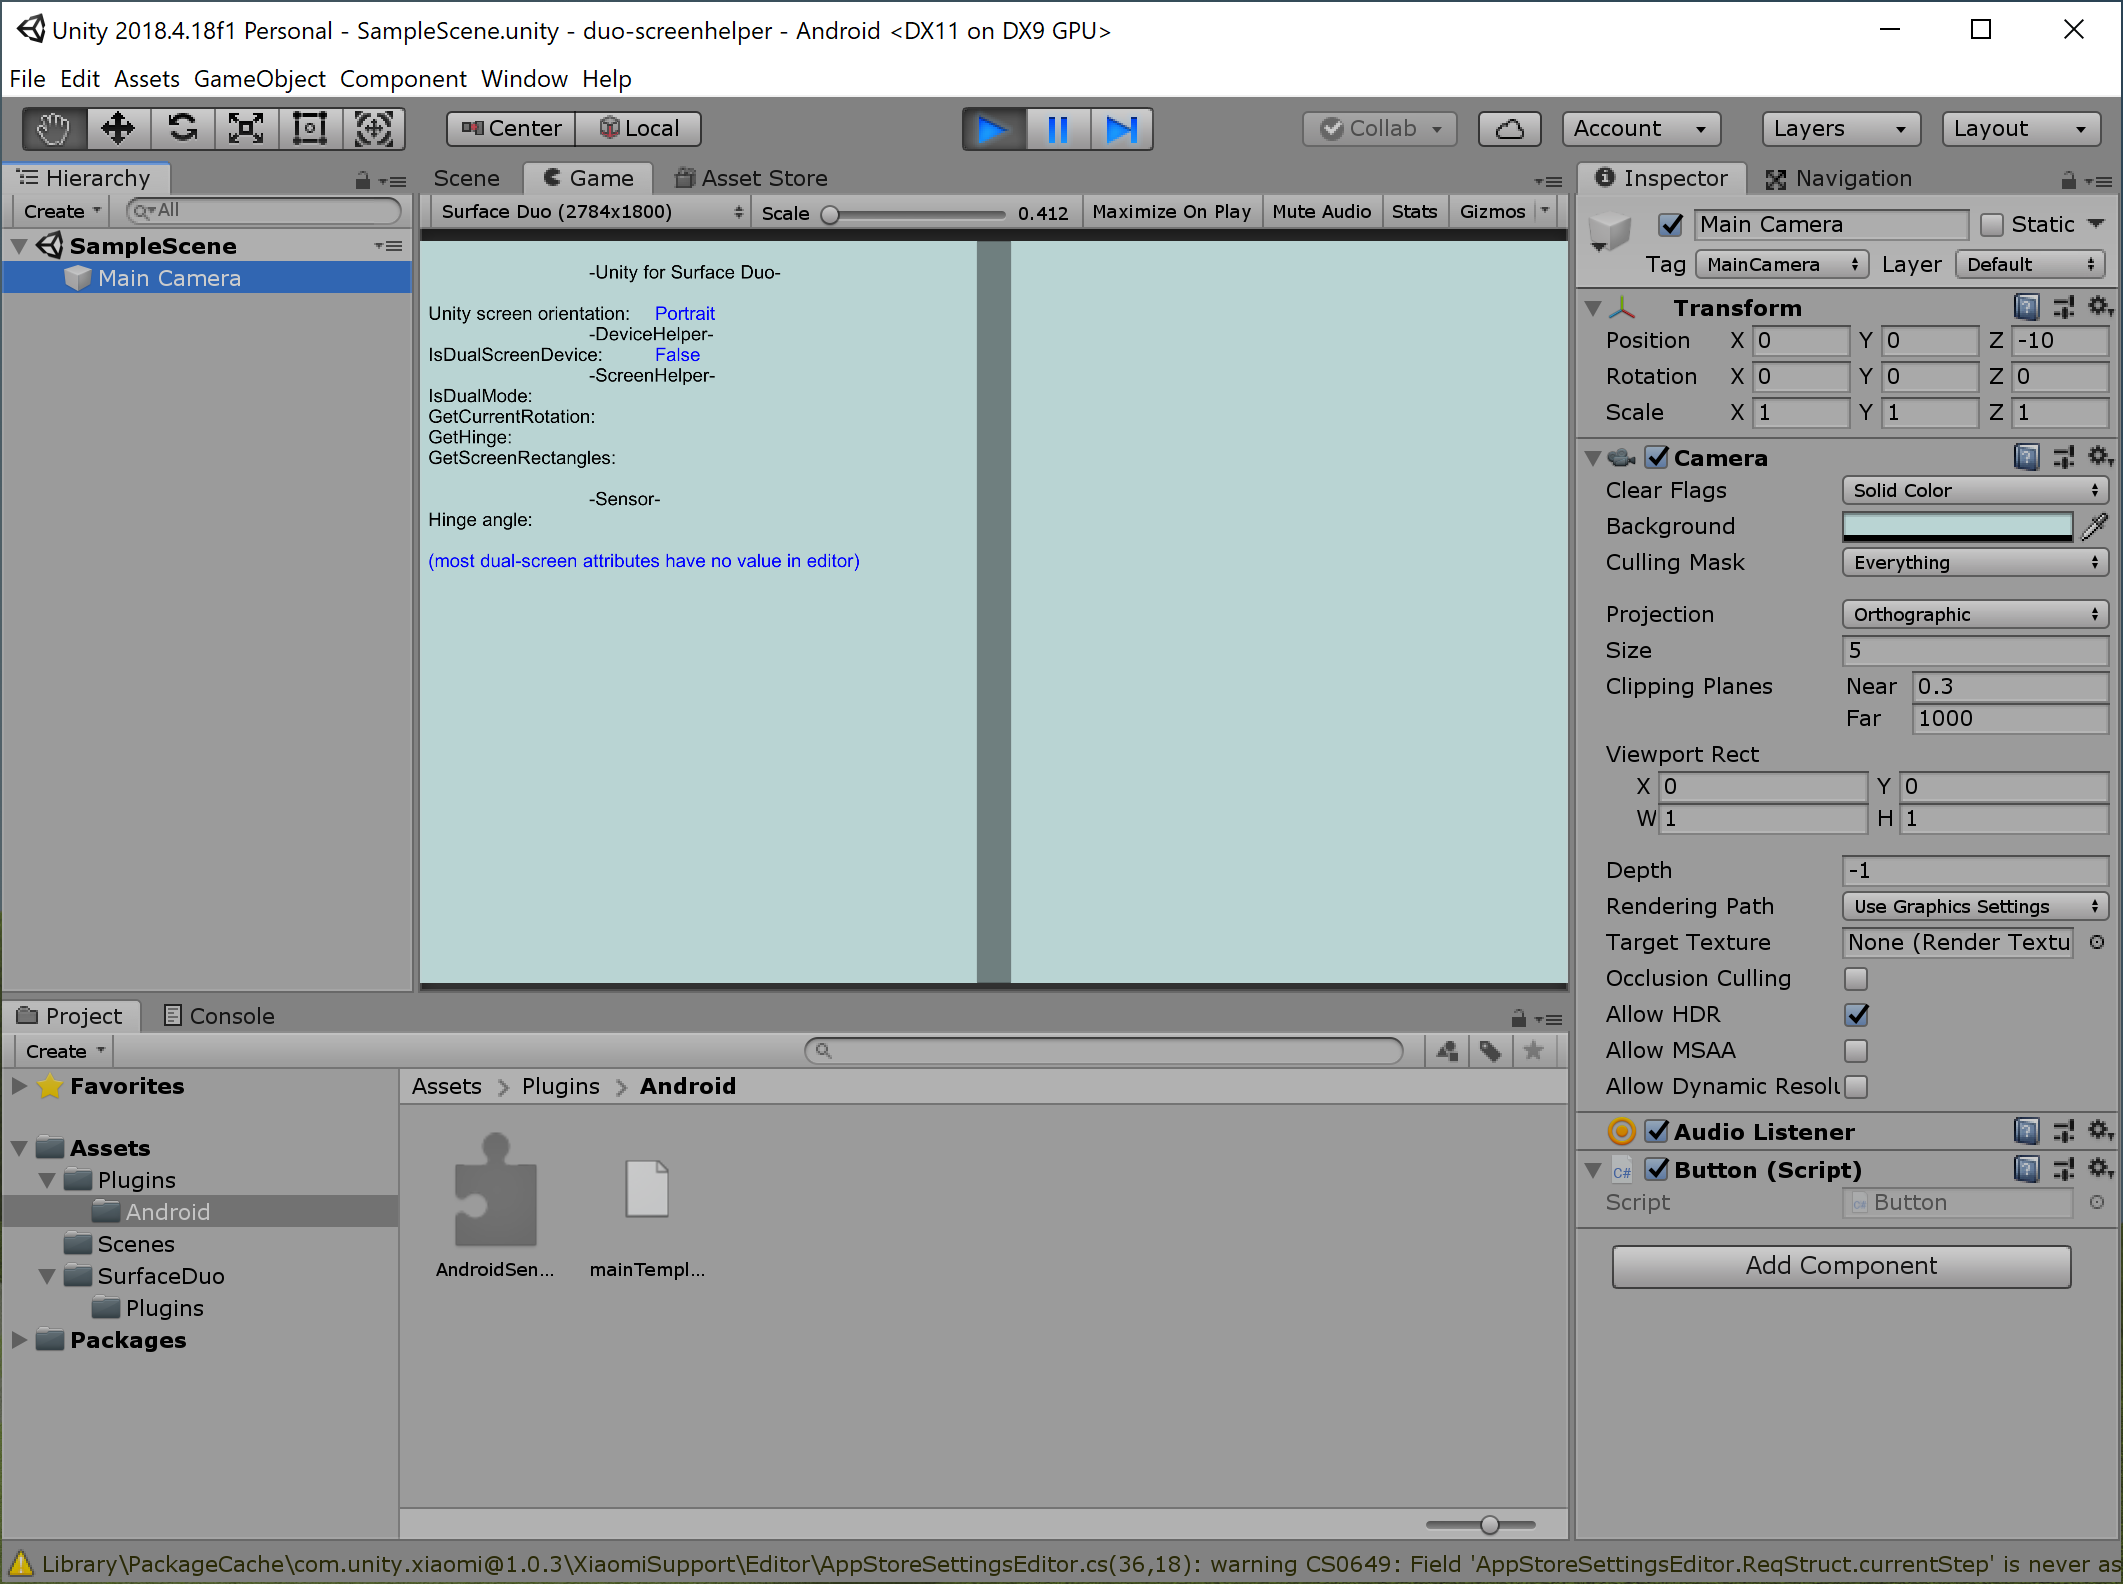 Unity 2018.4.18f1 Personal - SampleScene.unity - duo-screenhelper - Android <DX11 on DX9 GPU>
File Edit Assets GameObject Component Window Help
Center Local Collab Account Layers Layout
Hierarchy
Create All
SampleScene
Main Camera
Scene Game Asset Store
Surface Duo (2784x1800) Scale 0.412 Maximize On Play Mute Audio Stats Gizmos
-Unity for Surface Duo-
Unity screen orientation: Portrait
-DeviceHelper-
IsDualScreenDevice: False
-ScreenHelper-
IsDualMode:
GetCurrentRotation:
GetHinge:
GetScreenRectangles:
-Sensor-
Hinge angle:
(most dual-screen attributes have no value in editor)
Inspector Navigation
Main Camera Static
Tag MainCamera Layer Default
Transform
Position X 0 Y 0 Z -10
Rotation X 0 Y 0 Z 0
Scale X 1 Y 1 Z 1
Camera
Clear Flags Solid Color
Background
Culling Mask Everything
Projection Orthographic
Size 5
Clipping Planes Near 0.3
Far 1000
Viewport Rect
X 0 Y 0
W 1 H 1
Depth -1
Rendering Path Use Graphics Settings
Target Texture None (Render Textu
Occlusion Culling
Allow HDR
Allow MSAA
Allow Dynamic Resolu
Audio Listener
C# Button (Script)
Script Button
Add Component
Project Console
Create
Favorites
Assets
Plugins
Android
Scenes
SurfaceDuo
Plugins
Packages
Assets > Plugins > Android
AndroidSen... mainTempl...
Library\PackageCache\com.unity.xiaomi@1.0.3\XiaomiSupport\Editor\AppStoreSettingsEditor.cs(36,18): warning CS0649: Field 'AppStoreSettingsEditor.ReqStruct.currentStep' is never as